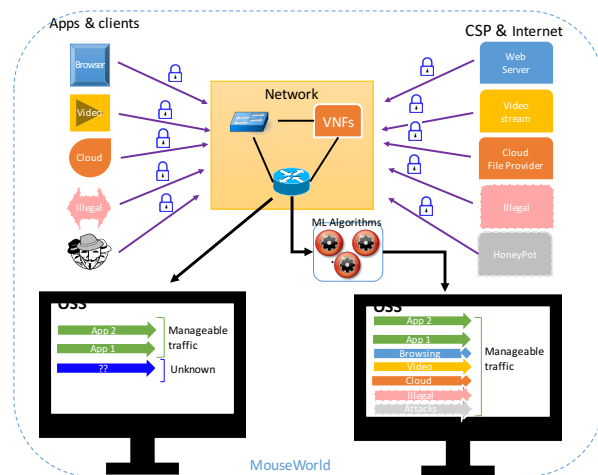 Apps & clients
CSP & Internet
Browser
Web
Server
Network
Video
VNFs
Video
stream
Cloud
Cloud
File Provider
Illegal
Illegal
ML Algorithms
HoneyPot
OSS
App 2
App 1
Manageable
traffic
??
Unknown
OSS
App 2
App 1
Browsing
Video
Cloud
Illegal
Attacks
Manageable
traffic
MouseWorld